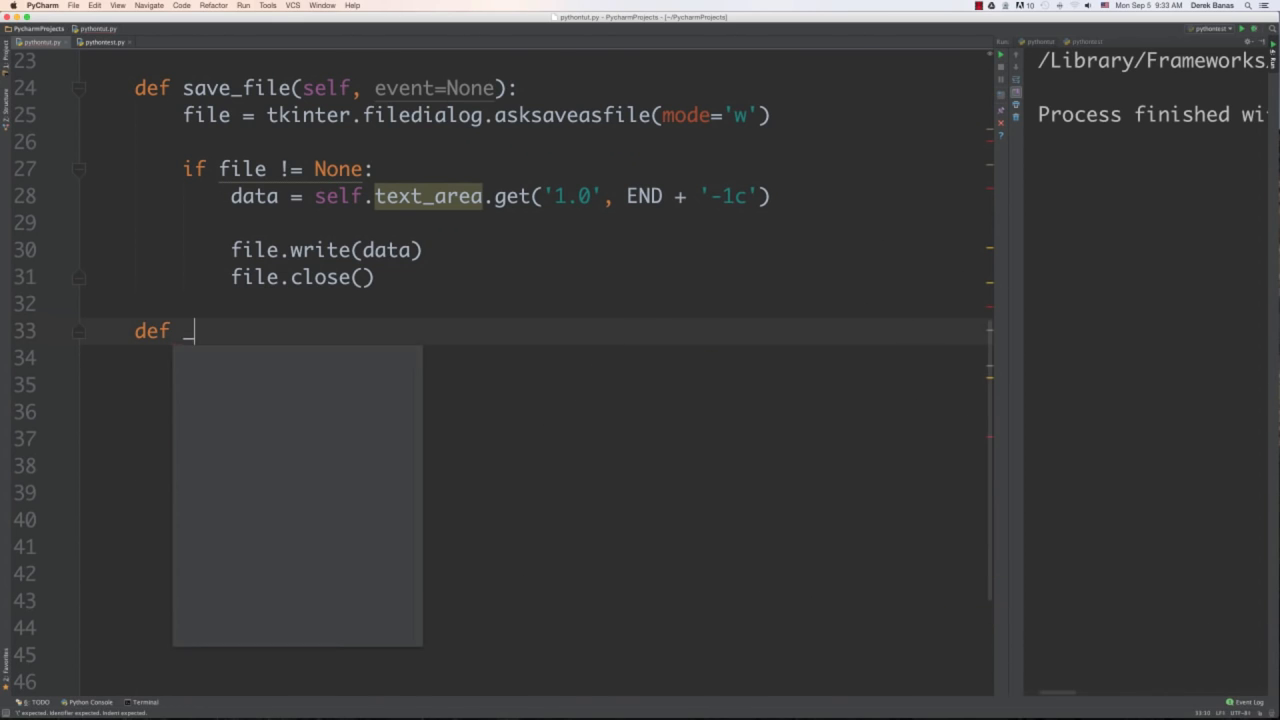 PyCharm File Edit View Navigate Code Refactor Run Tools VCS Window Help Mon Sep 5 9:33 AM Derek Banas
pythontut.py - PycharmProjects - [~/PycharmProjects]
PycharmProjects pythontut.py pythontest
pythontut.py pythontest.py Run: pythontest pythontest
23
24 def save_file(self, event=None):
25 file = tkinter.filedialog.asksaveasfile(mode='w')
26
27 if file != None:
28 data = self.text_area.get('1.0', END + '-1c')
29
30 file.write(data)
31 file.close()
32
33 def _
34
35
36
37
38
39
40
41
42
43
44
45
46
/Library/Frameworks
Process finished wi
1: Project
7: Structure
2: Favorites
Run
6: TODO Python Console Terminal Event Log
'(' expected. Identifier expected. Indent expected. 33:10 LF÷ UTF-8÷